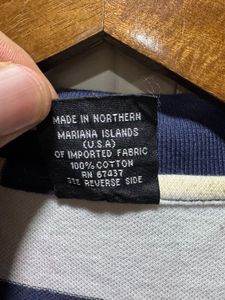 MADE IN NORTHERN
MARIANA ISLANDS
(U.S.A)
OF IMPORTED FABRIC
100% COTTON
RN 67437
SEE REVERSE SIDE